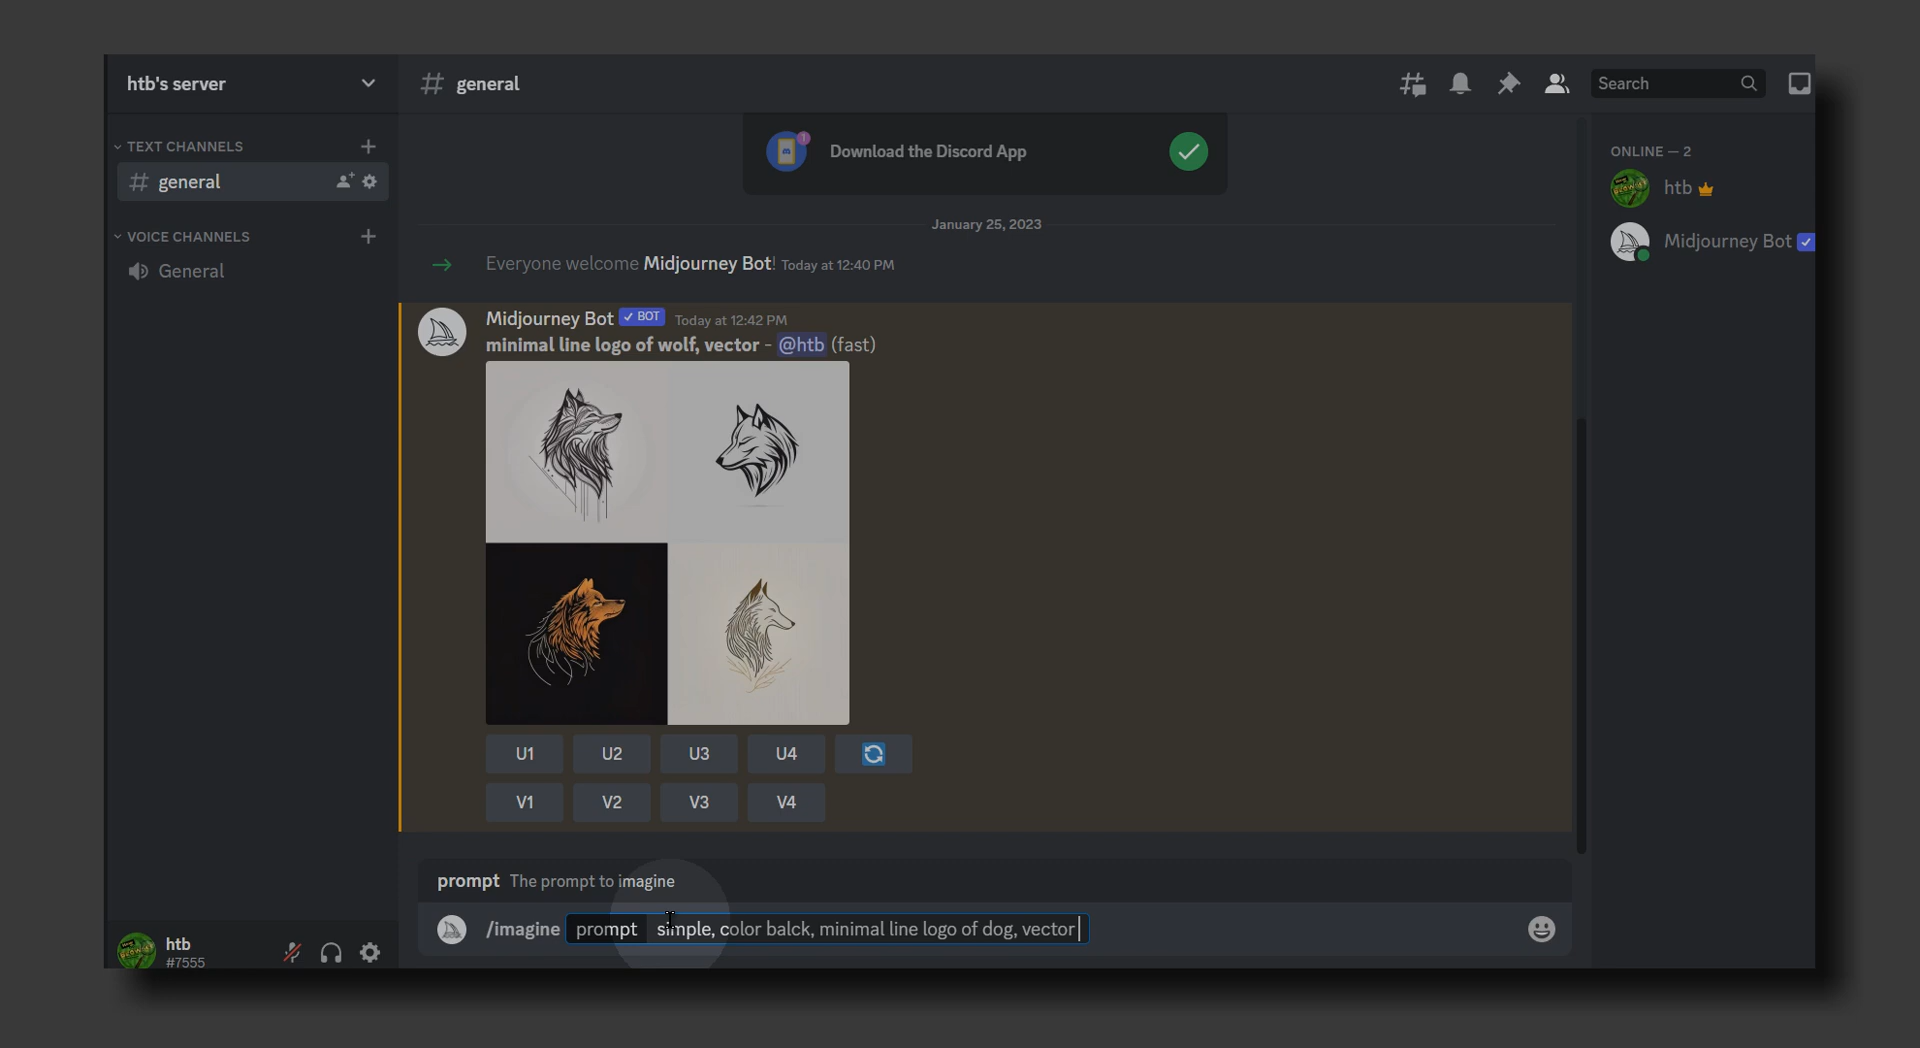 htb's server
# general
Search
TEXT CHANNELS
# general
VOICE CHANNELS
General
Download the Discord App
1
January 25, 2023
Everyone welcome Midjourney Bot! Today at 12:40 PM
Midjourney Bot BOT Today at 12:42 PM
minimal line logo of wolf, vector - @htb (fast)
U1 U2 U3 U4
V1 V2 V3 V4
prompt The prompt to imagine
/imagine prompt simple, color balck, minimal line logo of dog, vector
ONLINE — 2
htb
Midjourney Bot
htb
#7555